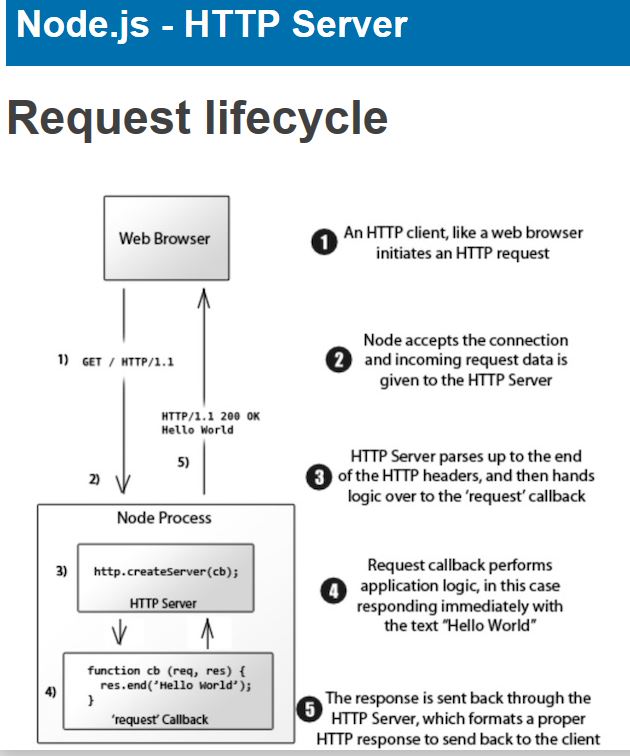 Node.js - HTTP Server
Request lifecycle
Web Browser
1) GET / HTTP/1.1
HTTP/1.1 200 OK
Hello World
5)
2)
Node Process
3)
http.createServer(cb);
HTTP Server
4)
function cb (req, res) {
res.end('Hello World');
}
'request' Callback
1
An HTTP client, like a web browser
initiates an HTTP request
2
Node accepts the connection
and incoming request data is
given to the HTTP Server
3
HTTP Server parses up to the end
of the HTTP headers, and then hands
logic over to the 'request' callback
4
Request callback performs
application logic, in this case
responding immediately with
the text "Hello World"
5
The response is sent back through the
HTTP Server, which formats a proper
HTTP response to send back to the client